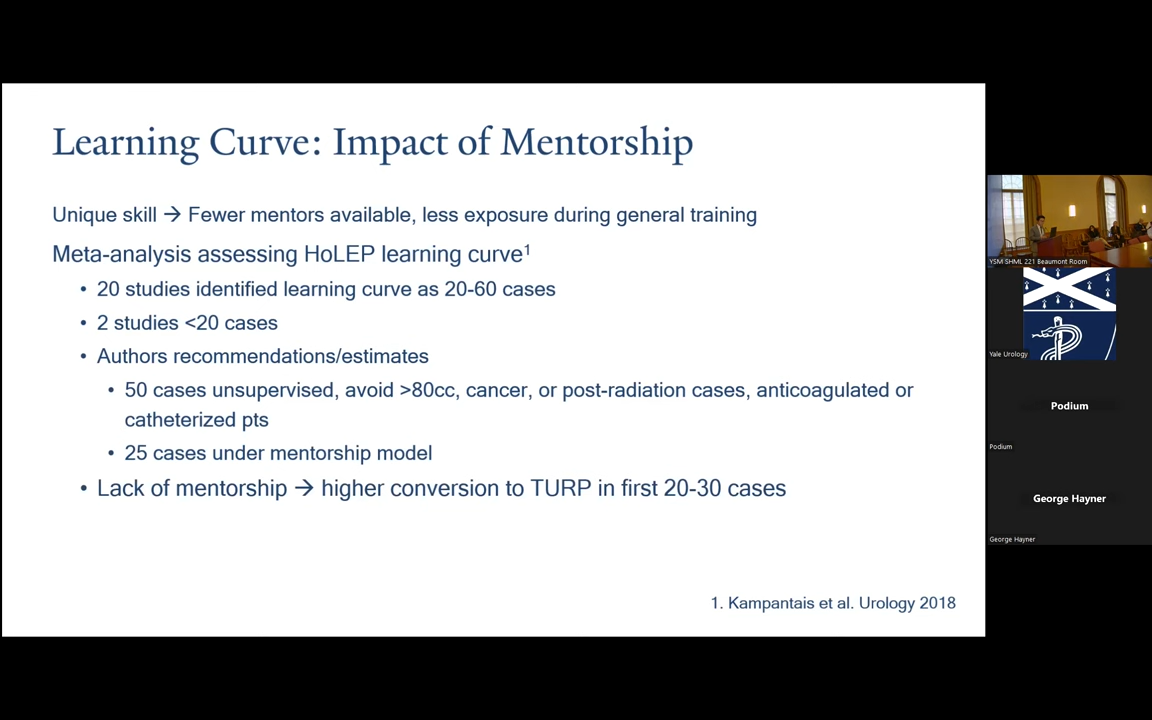 Learning Curve: Impact of Mentorship
Unique skill → Fewer mentors available, less exposure during general training
Meta-analysis assessing HoLEP learning curve¹
• 20 studies identified learning curve as 20-60 cases
• 2 studies <20 cases
• Authors recommendations/estimates
• 50 cases unsupervised, avoid >80cc, cancer, or post-radiation cases, anticoagulated or
catheterized pts
• 25 cases under mentorship model
• Lack of mentorship → higher conversion to TURP in first 20-30 cases
1. Kampantais et al. Urology 2018
YSM SHML 221 Beaumont Room
Yale Urology
Podium
Podium
George Hayner
George Hayner